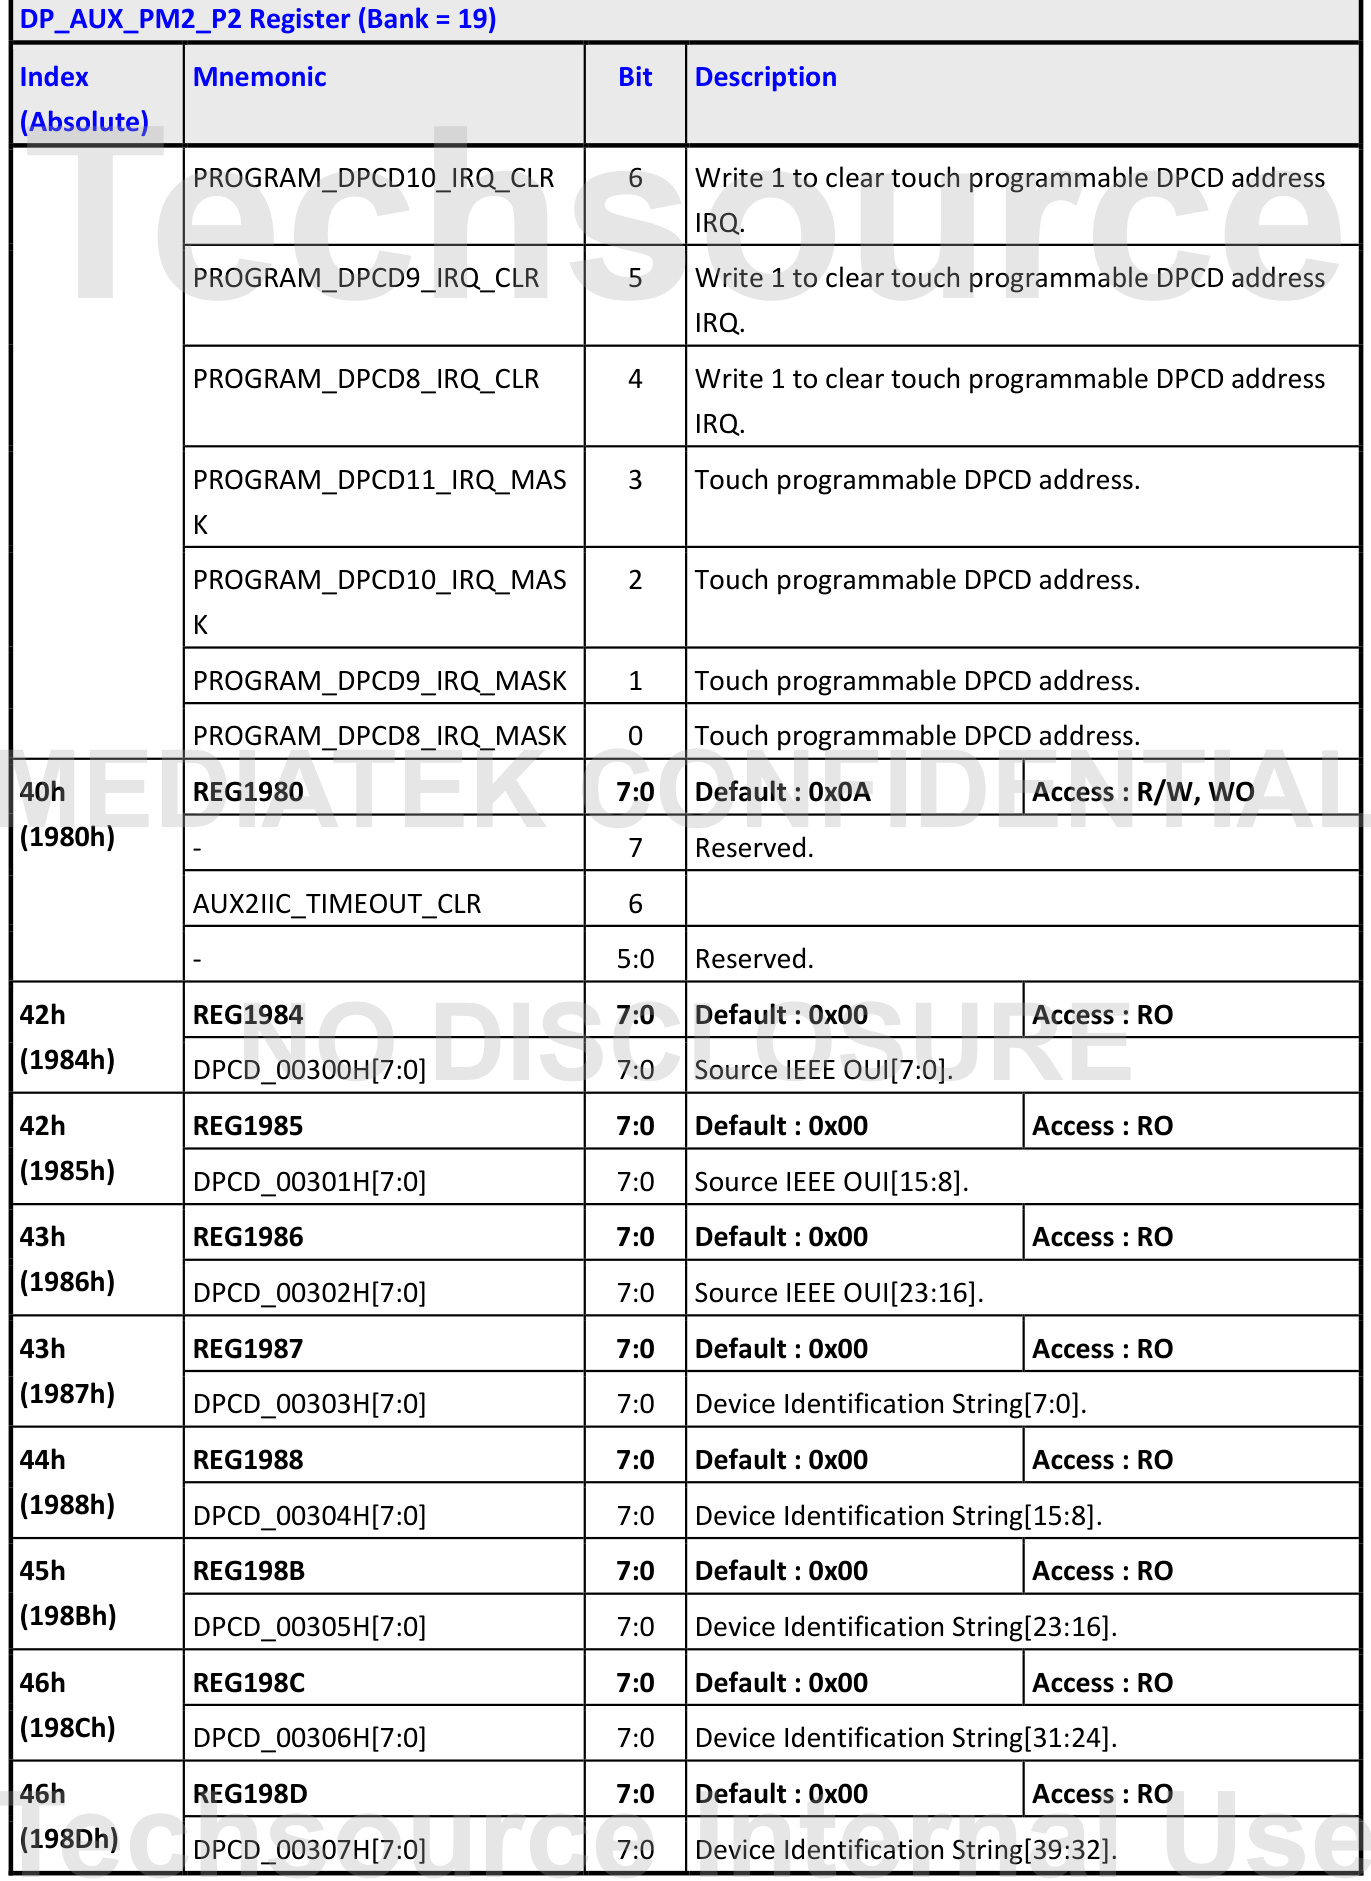 DP_AUX_PM2_P2 Register (Bank = 19)
Index (Absolute) Mnemonic Bit Description
PROGRAM_DPCD10_IRQ_CLR 6 Write 1 to clear touch programmable DPCD address IRQ.
PROGRAM_DPCD9_IRQ_CLR 5 Write 1 to clear touch programmable DPCD address IRQ.
PROGRAM_DPCD8_IRQ_CLR 4 Write 1 to clear touch programmable DPCD address IRQ.
PROGRAM_DPCD11_IRQ_MAS
K 3 Touch programmable DPCD address.
PROGRAM_DPCD10_IRQ_MAS
K 2 Touch programmable DPCD address.
PROGRAM_DPCD9_IRQ_MASK 1 Touch programmable DPCD address.
PROGRAM_DPCD8_IRQ_MASK 0 Touch programmable DPCD address.
40h (1980h) REG1980 7:0 Default : 0x0A Access : R/W, WO
- 7 Reserved.
AUX2IIC_TIMEOUT_CLR 6
- 5:0 Reserved.
42h (1984h) REG1984 7:0 Default : 0x00 Access : RO
DPCD_00300H[7:0] 7:0 Source IEEE OUI[7:0].
42h (1985h) REG1985 7:0 Default : 0x00 Access : RO
DPCD_00301H[7:0] 7:0 Source IEEE OUI[15:8].
43h (1986h) REG1986 7:0 Default : 0x00 Access : RO
DPCD_00302H[7:0] 7:0 Source IEEE OUI[23:16].
43h (1987h) REG1987 7:0 Default : 0x00 Access : RO
DPCD_00303H[7:0] 7:0 Device Identification String[7:0].
44h (1988h) REG1988 7:0 Default : 0x00 Access : RO
DPCD_00304H[7:0] 7:0 Device Identification String[15:8].
45h (198Bh) REG198B 7:0 Default : 0x00 Access : RO
DPCD_00305H[7:0] 7:0 Device Identification String[23:16].
46h (198Ch) REG198C 7:0 Default : 0x00 Access : RO
DPCD_00306H[7:0] 7:0 Device Identification String[31:24].
46h (198Dh) REG198D 7:0 Default : 0x00 Access : RO
DPCD_00307H[7:0] 7:0 Device Identification String[39:32].
Techsource
MEDIATEK CONFIDENTIAL
NO DISCLOSURE
Techsource Internal Use